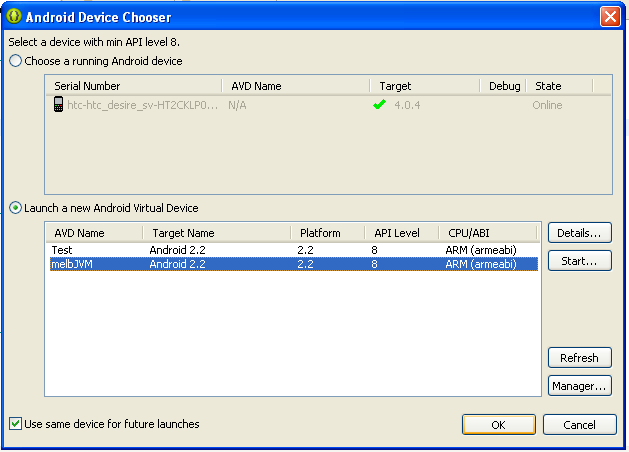 Android Device Chooser
Select a device with min API level 8.
Choose a running Android device
Serial Number AVD Name Target Debug State
htc-htc_desire_sv-HT2CKLP0... N/A 4.0.4 Online
Launch a new Android Virtual Device
AVD Name Target Name Platform API Level CPU/ABI
Test Android 2.2 2.2 8 ARM (armeabi)
melbJVM Android 2.2 2.2 8 ARM (armeabi)
Details...
Start...
Refresh
Manager...
Use same device for future launches
OK Cancel